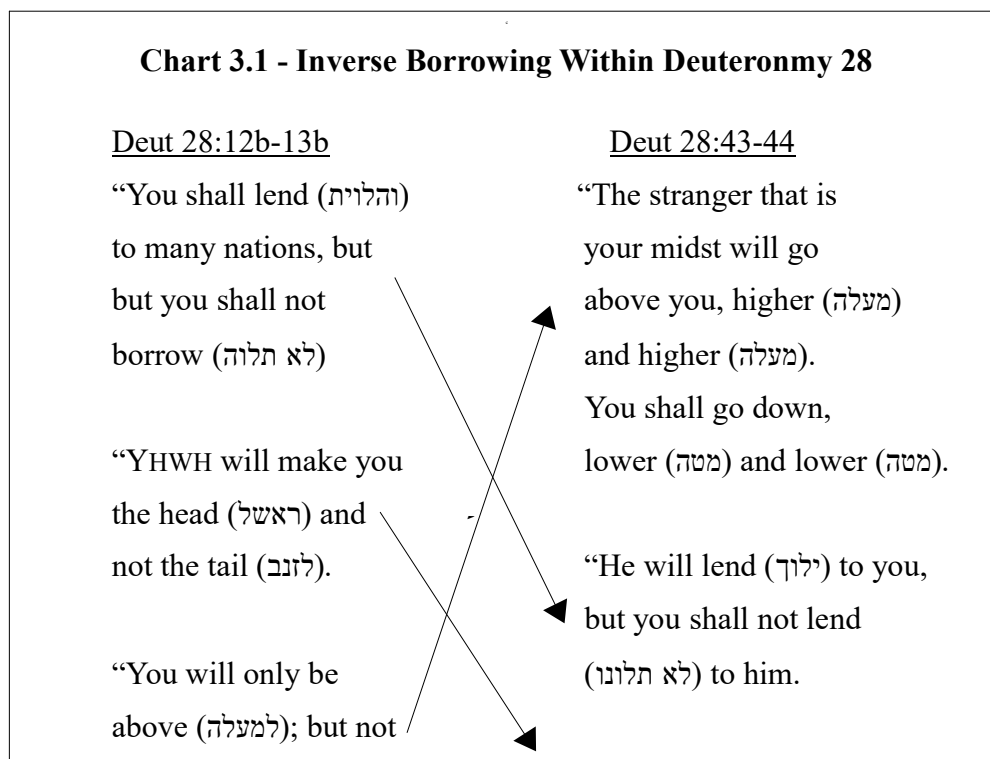 Chart 3.1 - Inverse Borrowing Within Deuteronmy 28
Deut 28:12b-13b
“You shall lend (והלוית)
to many nations, but
but you shall not
borrow (לא תלוה)
“YHWH will make you
the head (ראשל) and
not the tail (לזנב).
“You will only be
above (למעלה); but not
Deut 28:43-44
“The stranger that is
your midst will go
above you, higher (מעלה)
and higher (מעלה).
You shall go down,
lower (מטה) and lower (מטה).
“He will lend (ילוך) to you,
but you shall not lend
(לא תלונו) to him.